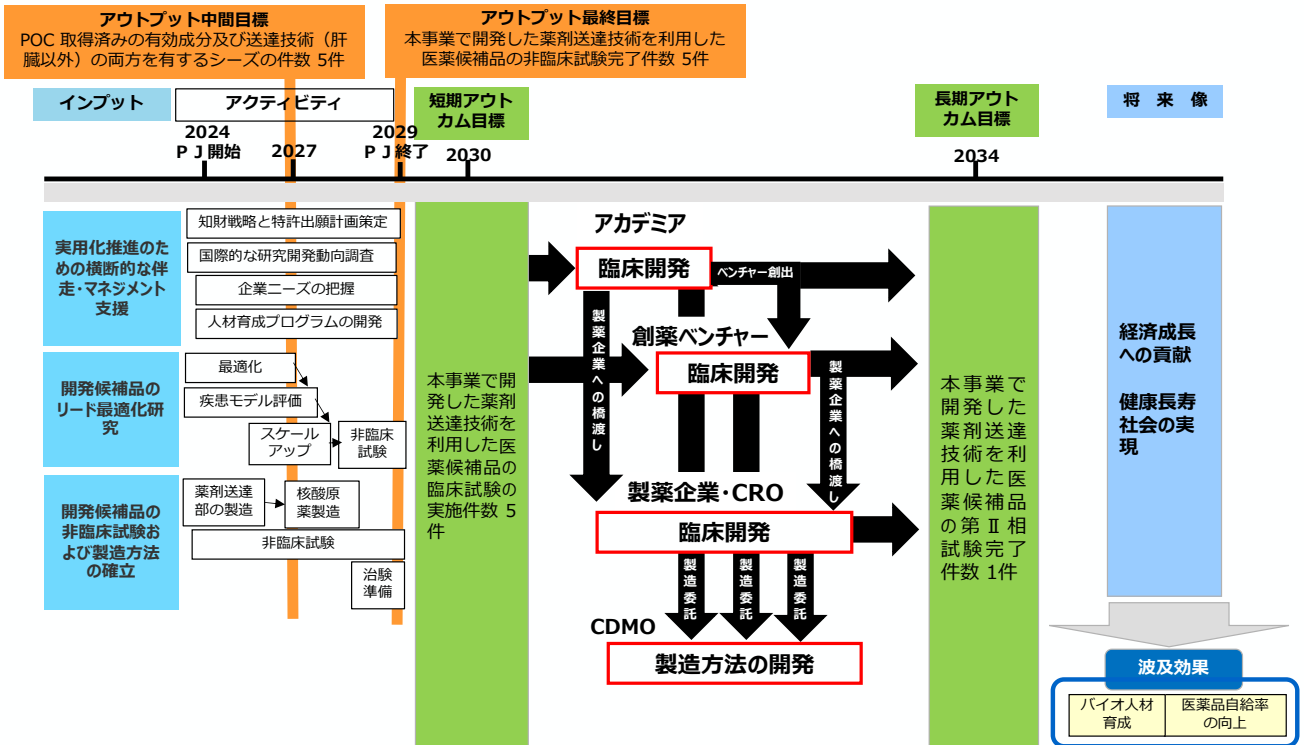 アウトプット中間目標
POC 取得済みの有効成分及び送達技術（肝
臓以外）の両方を有するシーズの件数 5件
アウトプット最終目標
本事業で開発した薬剤送達技術を利用した
医薬候補品の非臨床試験完了件数 5件
インプット
アクティビティ
短期アウト
カム目標
長期アウト
カム目標
将 来 像
2024
ＰＪ開始
2027
2029
ＰＪ終了
2030
2034
実用化推進のた
めの横断的な伴
走・マネジメント
支援
知財戦略と特許出願計画策定
国際的な研究開発動向調査
企業ニーズの把握
人材育成プログラムの開発
開発候補品の
リード最適化研
究
最適化
疾患モデル評価
スケール
アップ
非臨床
試験
開発候補品の
非臨床試験お
よび製造方法
の確立
薬剤送達
部の製造
核酸原
薬製造
非臨床試験
治験
準備
本事業で開
発した薬剤
送達技術を
利用した医
薬候補品の
臨床試験の
実施件数 5
件
アカデミア
臨床開発
ベンチャー創出
製薬企業への橋渡し
創薬ベンチャー
臨床開発
製薬企業への橋渡し
製薬企業・CRO
臨床開発
製造委託
製造委託
製造委託
CDMO
製造方法の開発
本事業で
開発した
薬剤送達
技術を利
用した医
薬候補品
の第Ⅱ相
試験完了
件数 1件
経済成長
への貢献
健康長寿
社会の実
現
波及効果
バイオ人材
育成
医薬品自給率
の向上